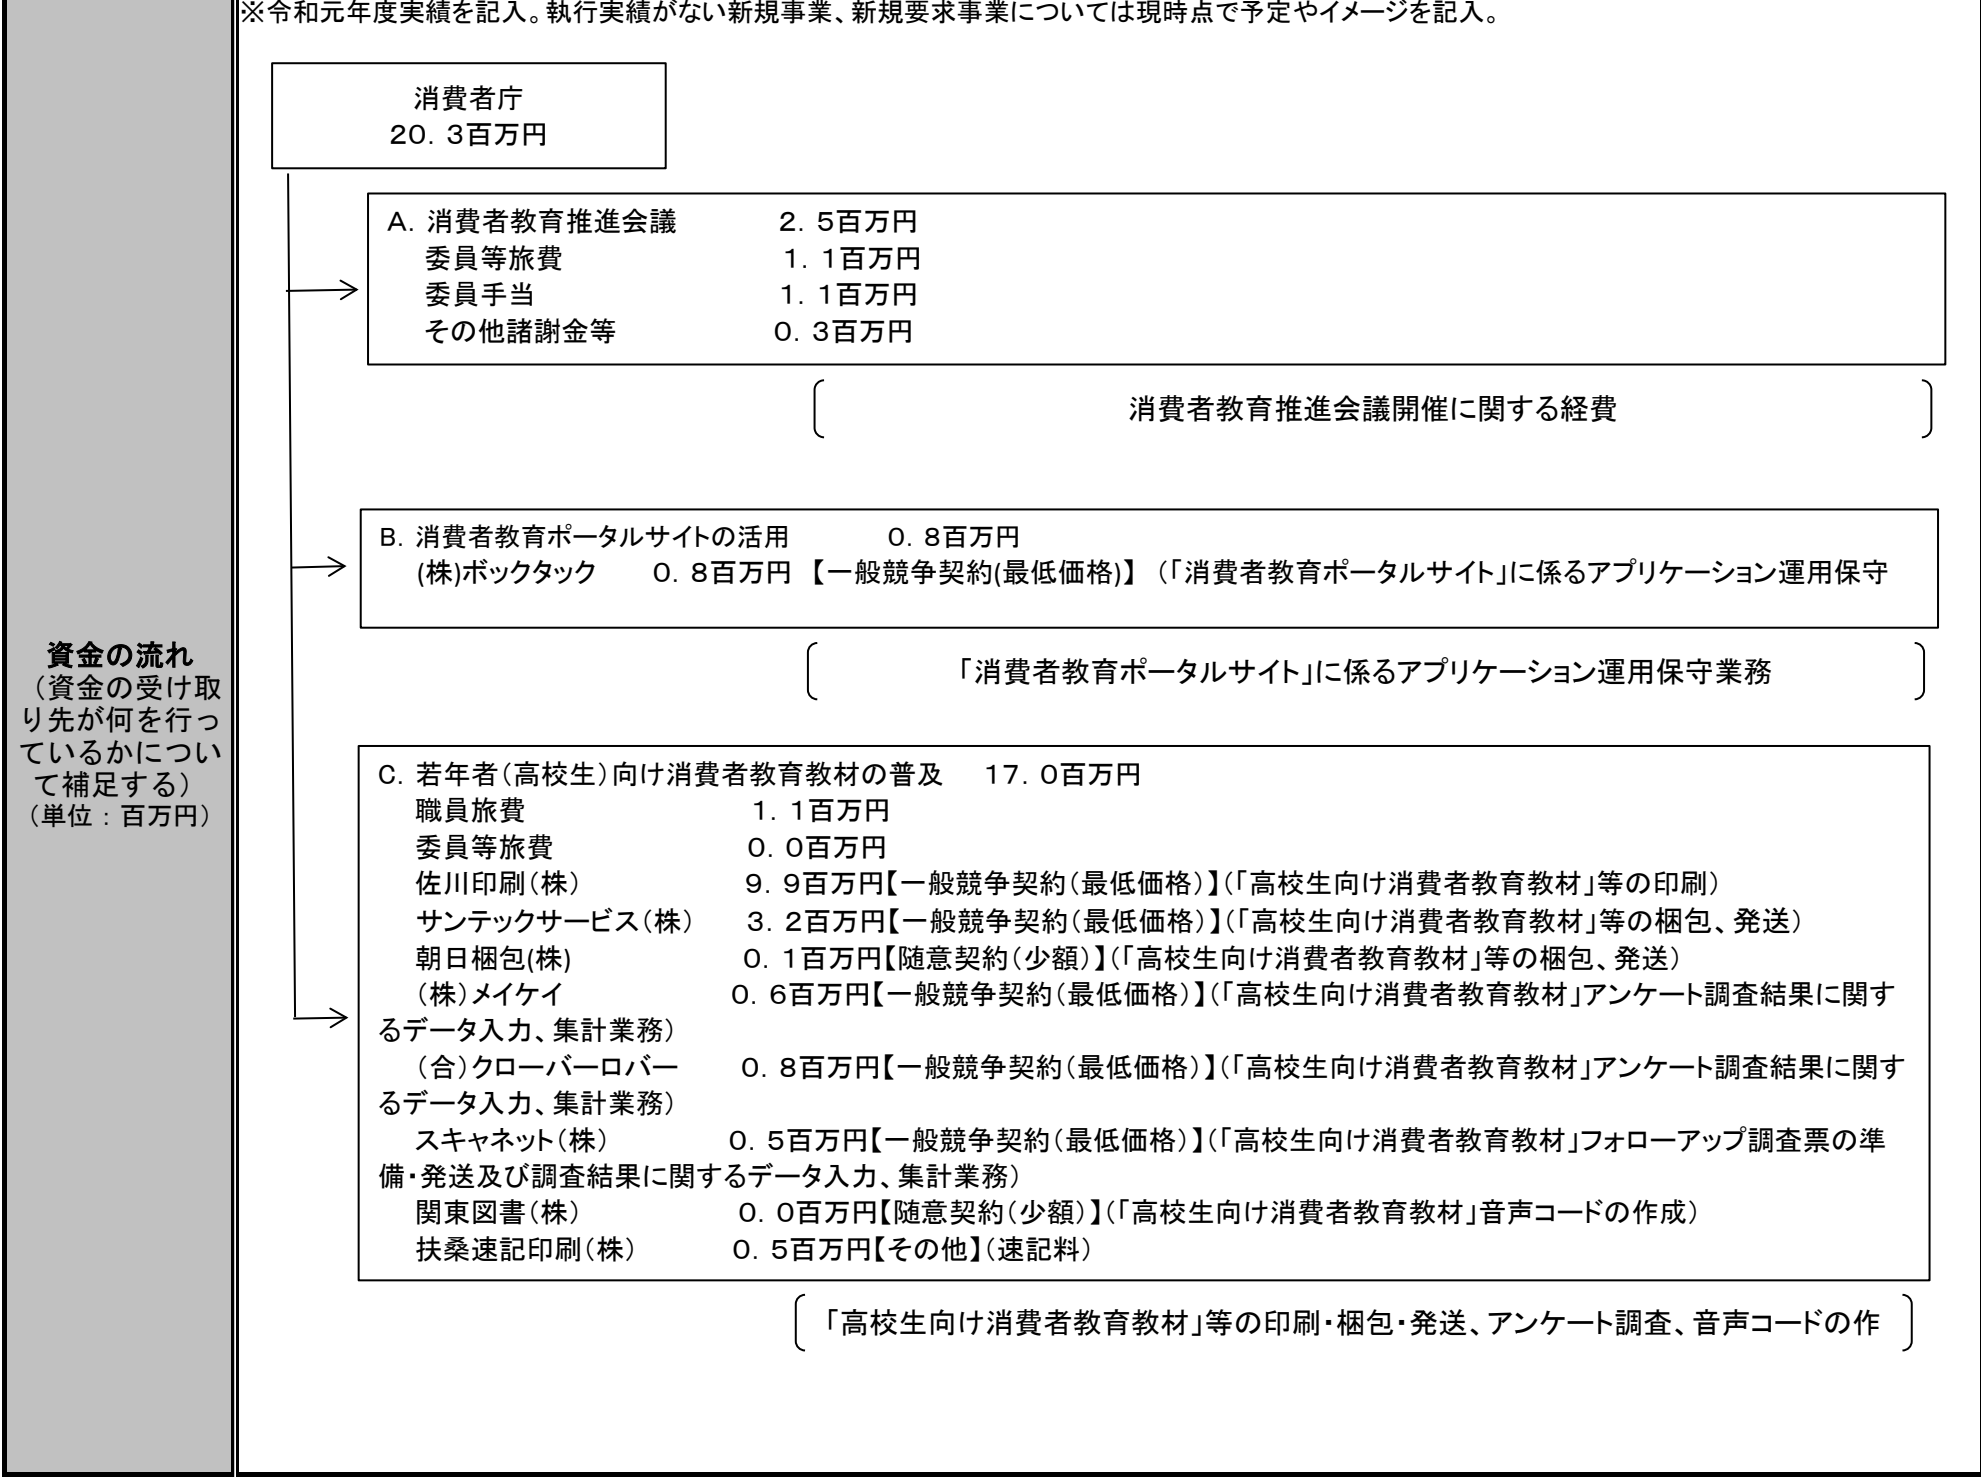 ※令和元年度実績を記入。執行実績がない新規事業、新規要求事業については現時点で予定やイメージを記入。
消費者庁
２０．３百万円
A．消費者教育推進会議　２．５百万円
委員等旅費　１．１百万円
委員手当　１．１百万円
その他諸謝金等　０．３百万円
消費者教育推進会議開催に関する経費
B．消費者教育ポータルサイトの活用　０．８百万円
(株)ボックタック　０．８百万円　【一般競争契約(最低価格)】　（「消費者教育ポータルサイト」に係るアプリケーション運用保守
「消費者教育ポータルサイト」に係るアプリケーション運用保守業務
資金の流れ
（資金の受け取
り先が何を行っ
ているかについ
て補足する）
（単位：百万円）
C．若年者（高校生）向け消費者教育教材の普及　１７．０百万円
職員旅費　１．１百万円
委員等旅費　０．０百万円
佐川印刷（株）　９．９百万円【一般競争契約（最低価格）】（「高校生向け消費者教育教材」等の印刷）
サンテックサービス（株）　３．２百万円【一般競争契約（最低価格）】（「高校生向け消費者教育教材」等の梱包、発送）
朝日梱包(株)　０．１百万円【随意契約（少額）】（「高校生向け消費者教育教材」等の梱包、発送）
（株）メイケイ　０．６百万円【一般競争契約（最低価格）】（「高校生向け消費者教育教材」アンケート調査結果に関す
るデータ入力、集計業務）
（合）クローバーロバー　０．８百万円【一般競争契約（最低価格）】（「高校生向け消費者教育教材」アンケート調査結果に関す
るデータ入力、集計業務）
スキャネット（株）　０．５百万円【一般競争契約（最低価格）】（「高校生向け消費者教育教材」フォローアップ調査票の準
備・発送及び調査結果に関するデータ入力、集計業務）
関東図書（株）　０．０百万円【随意契約（少額）】（「高校生向け消費者教育教材」音声コードの作成）
扶桑速記印刷（株）　０．５百万円【その他】（速記料）
「高校生向け消費者教育教材」等の印刷・梱包・発送、アンケート調査、音声コードの作